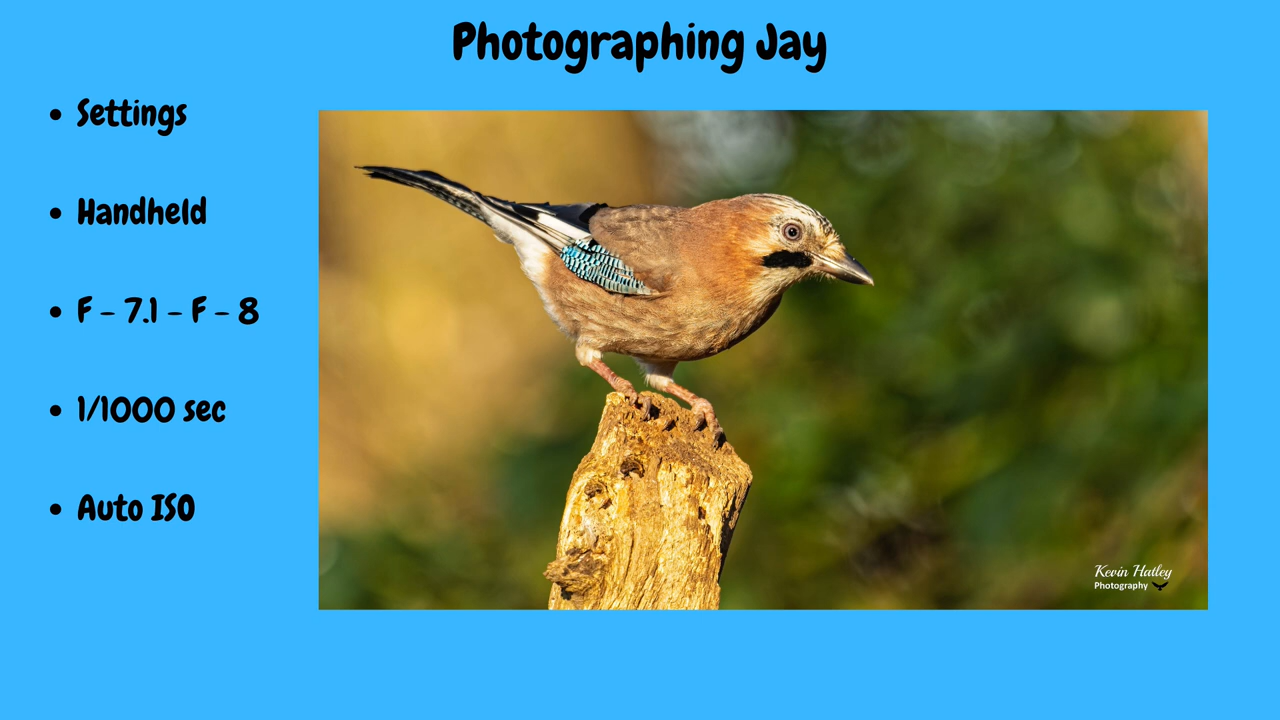 Photographing Jay
• Settings
• Handheld
• F - 7.1 - F - 8
• 1/1000 sec
• Auto ISO
Kevin Hatley
Photography